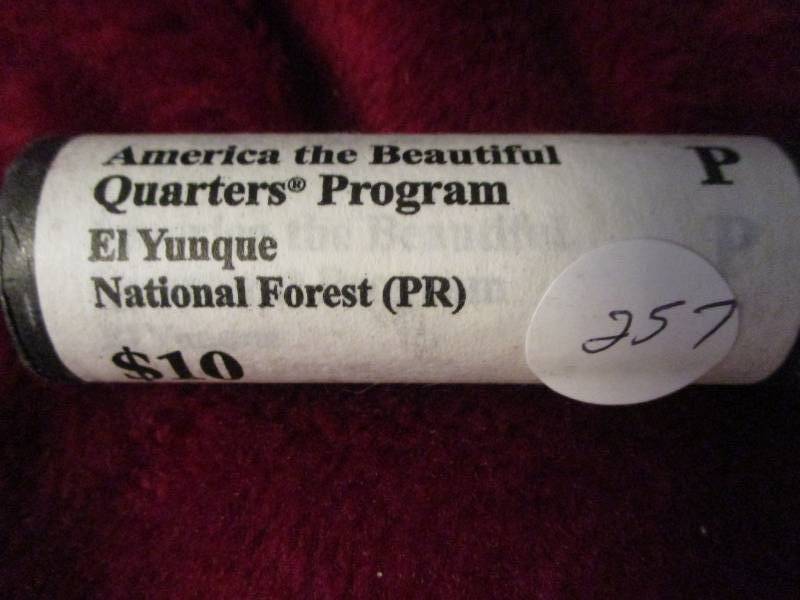 America the Beautiful
Quarters® Program
P
El Yunque
National Forest (PR)
$10
257